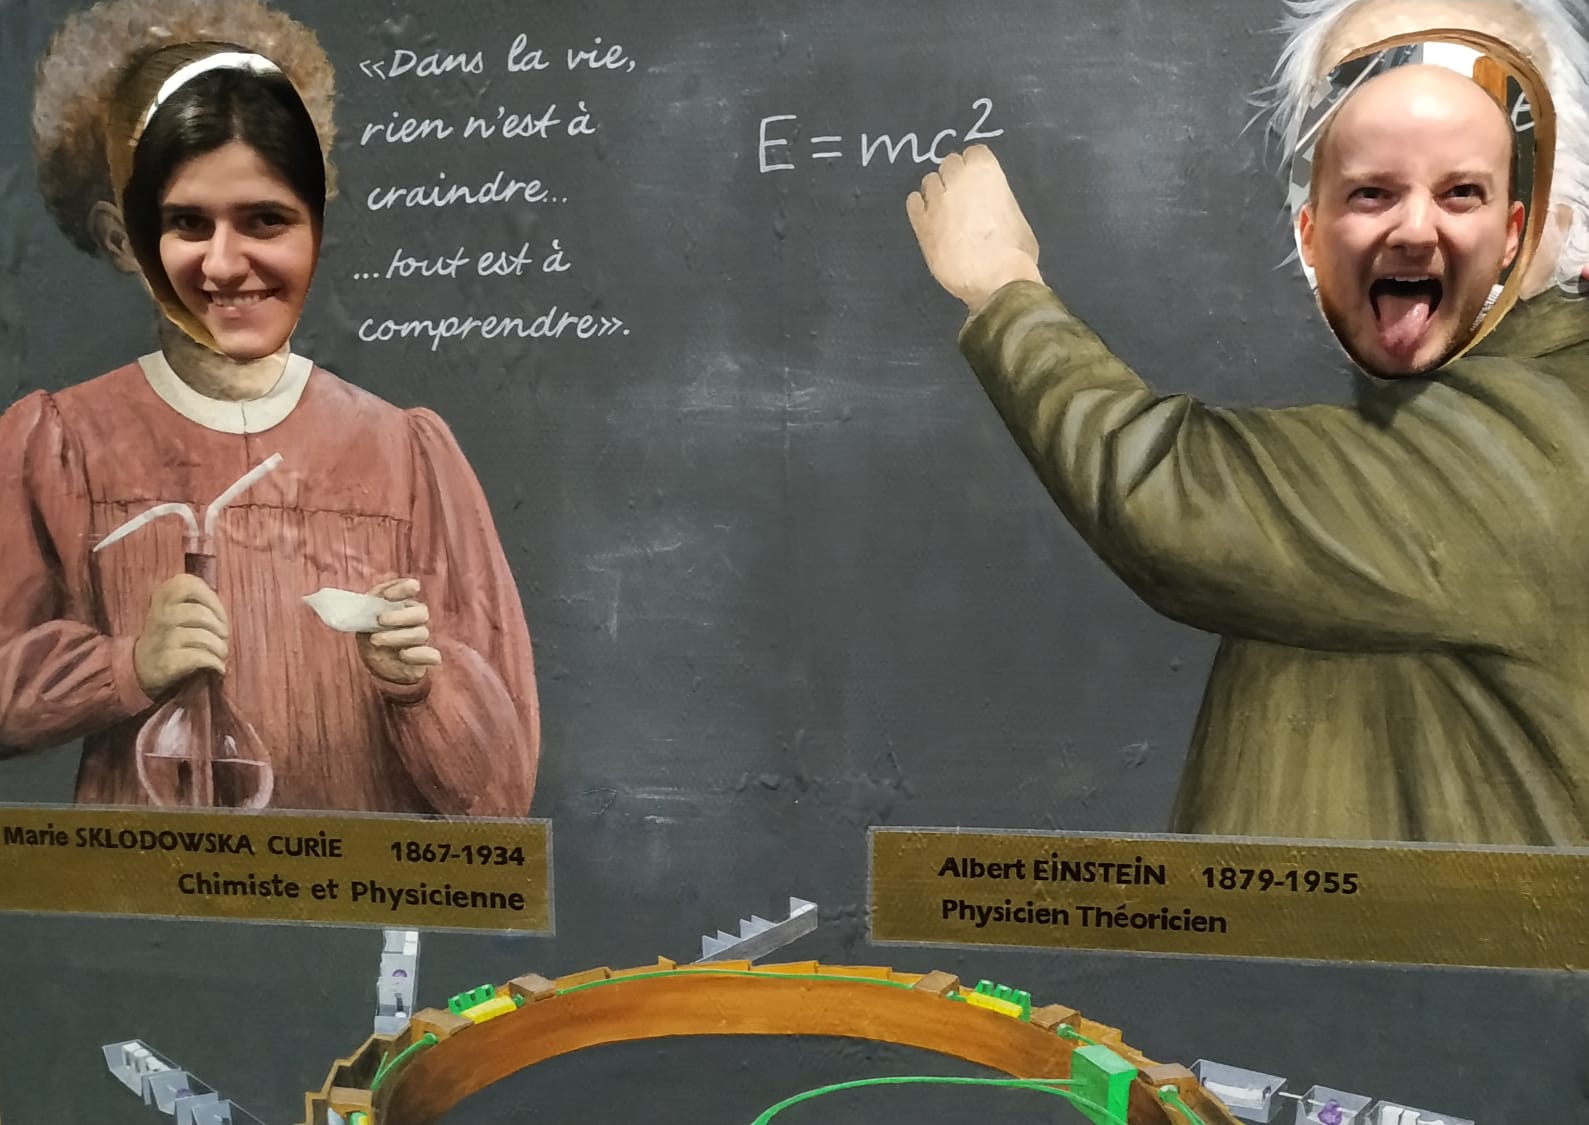 «Dans la vie,
rien n'est à
craindre...
...tout est à
comprendre».
E = mc²
Marie SKLODOWSKA CURiE 1867-1934
Chimiste et Physicienne
Albert EiNSTEiN 1879-1955
Physicien Théoricien